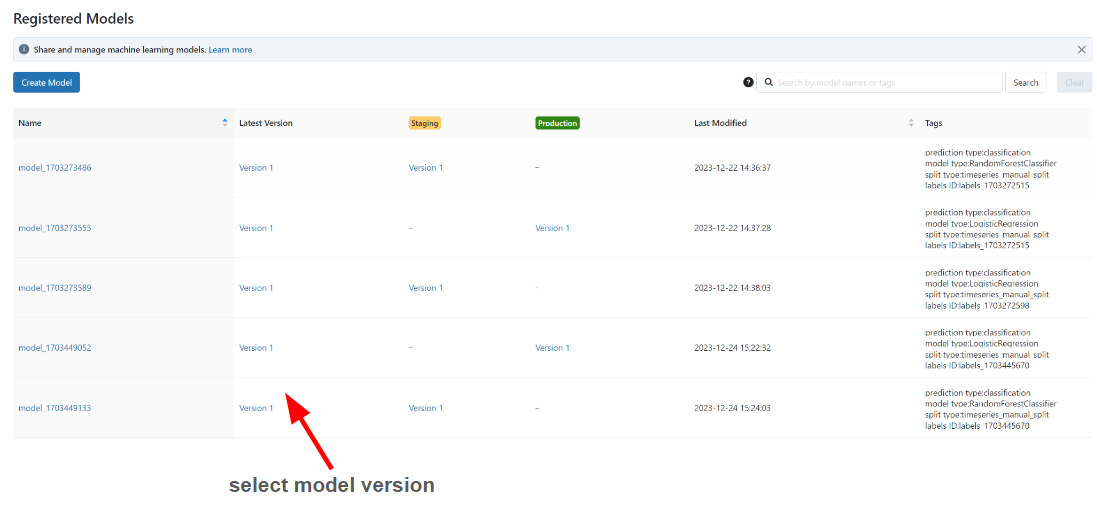 Registered Models
Share and manage machine learning models. Learn more
Create Model
? Search by model names or tags Search Clear
Name Latest Version Staging Production Last Modified Tags
model_1703273486 Version 1 Version 1 – 2023-12-22 14:36:37
prediction type:classification
model type:RandomForestClassifier
split type:timeseries_manual_split
labels ID:labels_1703272515
model_1703273555 Version 1 – Version 1 2023-12-22 14:37:28
prediction type:classification
model type:LogisticRegression
split type:timeseries_manual_split
labels ID:labels_1703272515
model_1703273589 Version 1 Version 1 – 2023-12-22 14:38:03
prediction type:classification
model type:LogisticRegression
split type:timeseries_manual_split
labels ID:labels_1703272598
model_1703449052 Version 1 – Version 1 2023-12-24 15:22:32
prediction type:classification
model type:LogisticRegression
split type:timeseries_manual_split
labels ID:labels_1703445670
model_1703449133 Version 1 Version 1 – 2023-12-24 15:24:03
prediction type:classification
model type:RandomForestClassifier
split type:timeseries_manual_split
labels ID:labels_1703445670
select model version